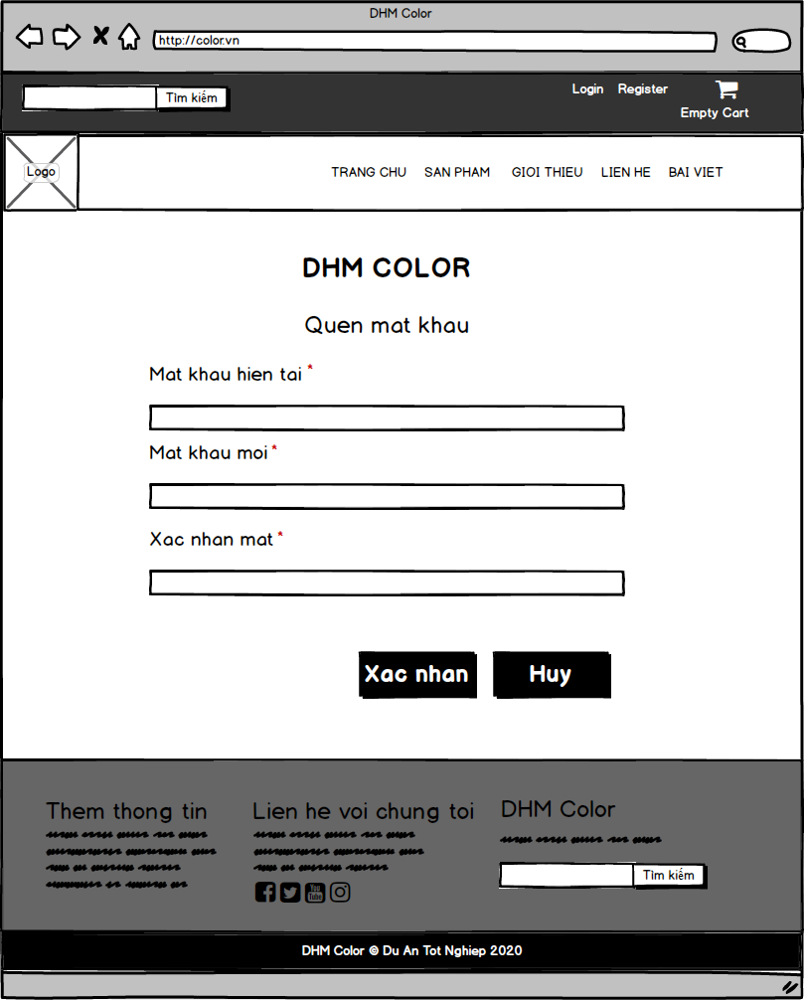 DHM Color
http://color.vn
Tìm kiếm
Login Register
Empty Cart
Logo
TRANG CHU SAN PHAM GIOI THIEU LIEN HE BAI VIET
DHM COLOR
Quen mat khau
Mat khau hien tai *
Mat khau moi *
Xac nhan mat *
Xac nhan Huy
Them thong tin
Lien he voi chung toi
You Tube
DHM Color
Tìm kiếm
DHM Color © Du An Tot Nghiep 2020